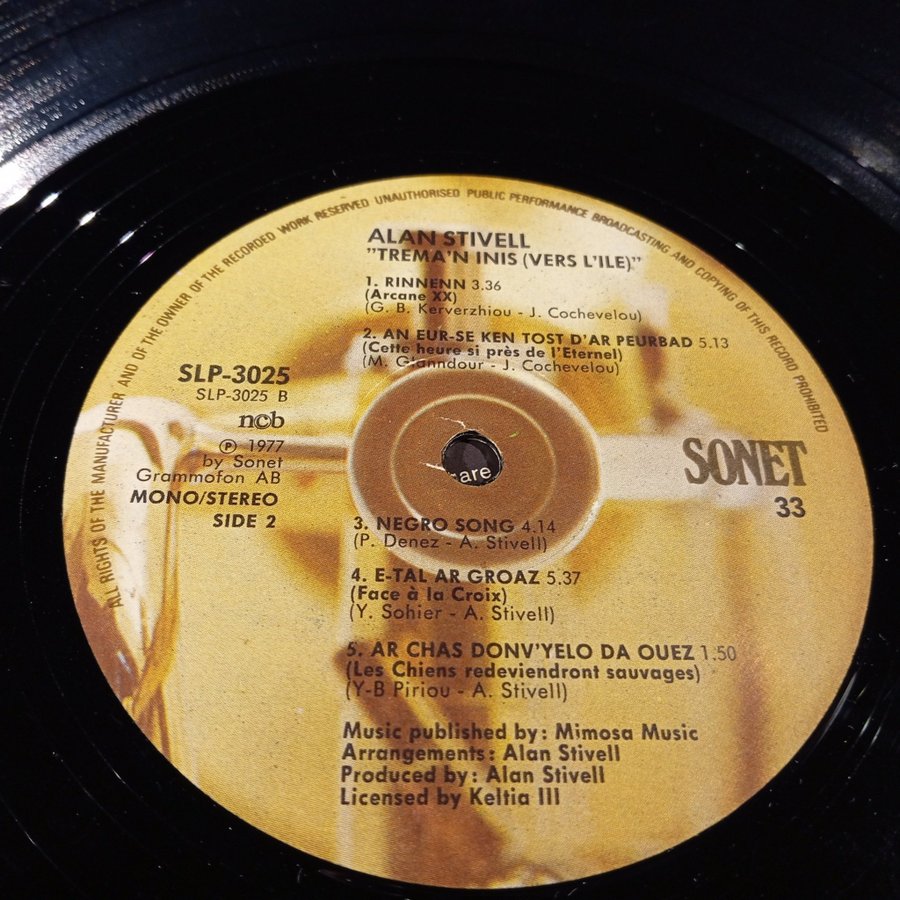 ALL RIGHTS OF THE MANUFACTURER AND OF THE OWNER OF THE RECORDED WORK RESERVED UNAUTHORISED PUBLIC PERFORMANCE BROADCASTING AND COPYING OF THIS RECORD PROHIBITED
ALAN STIVELL
"TREMA'N INIS (VERS L'ILE)"
1. RINNENN 3.36
(Arcane XX)
(G. B. Kerverzhiou - J. Cochevelou)
2. AN EUR-SE KEN TOST D'AR PEURBAD 5.13
(Cette heure si près de l'Eternel)
(M. Glanndour - J. Cochevelou)
SLP-3025
SLP-3025 B
ncb
℗ 1977
by Sonet
Grammofon AB
MONO/STEREO
SIDE 2
are
SONET
33
3. NEGRO SONG 4.14
(P. Denez - A. Stivell)
4. E-TAL AR GROAZ 5.37
(Face à la Croix)
(Y. Sohier - A. Stivell)
5. AR CHAS DONV'YELO DA OUEZ 1.50
(Les Chiens redeviendront sauvages)
(Y-B Piriou - A. Stivell)
Music published by: Mimosa Music
Arrangements: Alan Stivell
Produced by: Alan Stivell
Licensed by Keltia III